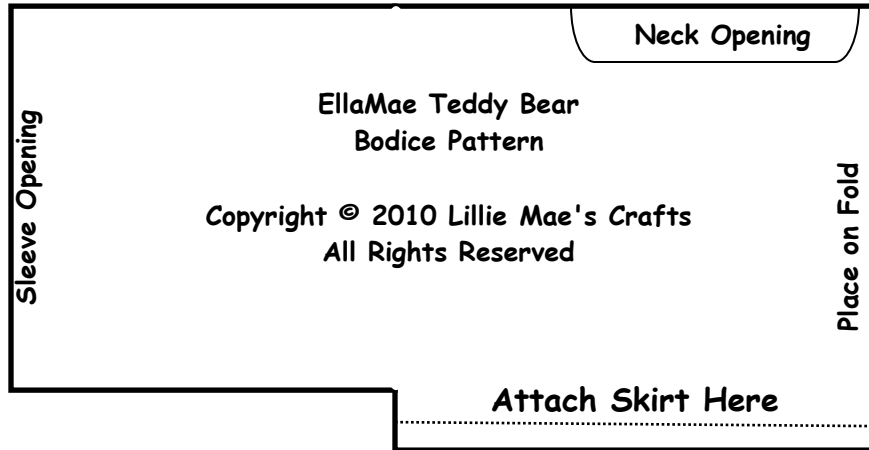 Neck Opening
EllaMae Teddy Bear
Bodice Pattern
Sleeve Opening
Place on Fold
Copyright © 2010 Lillie Mae's Crafts
All Rights Reserved
Attach Skirt Here